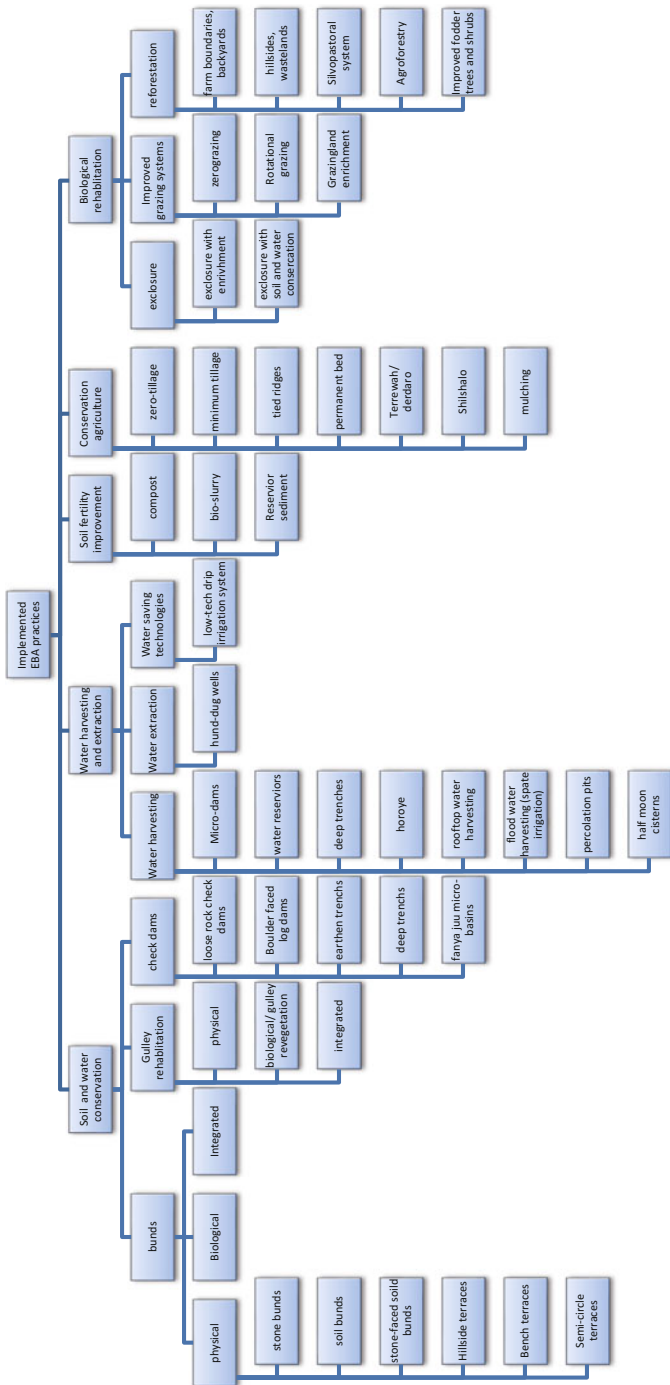 Implemented
EBA practices
Soil and water
conservation
bunds
physical
stone bunds
soil bunds
stone-faced soild
bunds
Hillside terraces
Bench terraces
Semi-circle
terraces
Biological
Integrated
Gulley
rehablitation
physical
biological/ gulley
revegetation
integrated
check dams
loose rock check
dams
Boulder faced
log dams
earthen trenchs
deep trenchs
fanya juu micro-
basins
Water harvesting
and extraction
Water harvesting
Micro-dams
water reserviors
deep trenches
horoye
rooftop water
harvesting
flood water
harvesting (spate
irrigation)
percolation pits
half moon
cisterns
Water extraction
hund-dug wells
Water saving
technologies
low-tech drip
irrigation system
Soil fertility
improvement
compost
bio-slurry
Reservior
sediment
Conservation
agriculture
zero-tillage
minimum tillage
tied ridges
permanent bed
Terrewah/
derdaro
Shilshalo
mulching
Biological
rehablitation
exclosure
exclosure with
enrivhment
exclosure with
soil and water
consercation
Improved
grazing systems
zerograzing
Rotational
grazing
Grazingland
enrichment
reforestation
farm boundaries,
backyards
hillsides,
wastelands
Silvopastoral
system
Agroforestry
Improved fodder
trees and shrubs